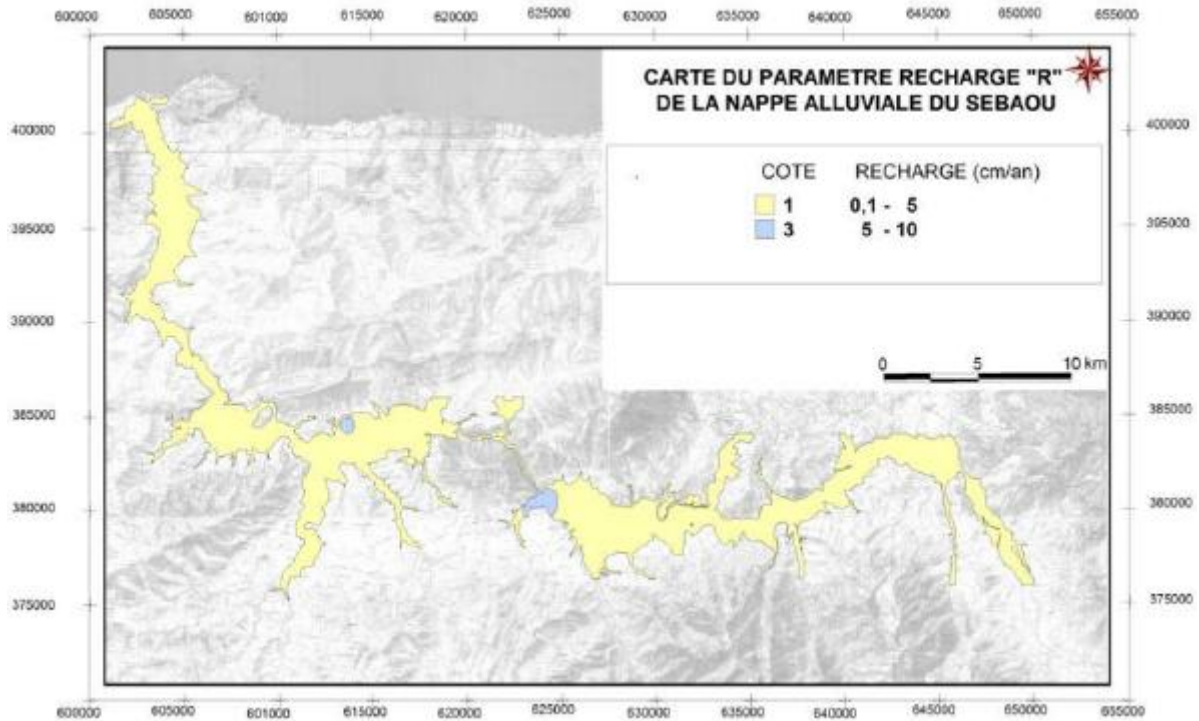 600000 605000 601000 615000 620000 625000 630000 635000 640000 645000 650000 655000
CARTE DU PARAMETRE RECHARGE "R"
DE LA NAPPE ALLUVIALE DU SEBAOU
400000 400000
COTE RECHARGE (cm/an)
1 0,1 - 5
3 5 - 10
395000 395000
390000 390000
0 5 10 km
385000 385000
380000 380000
375000 375000
600000 605000 601000 615000 620000 625000 630000 635000 640000 645000 650000 655000